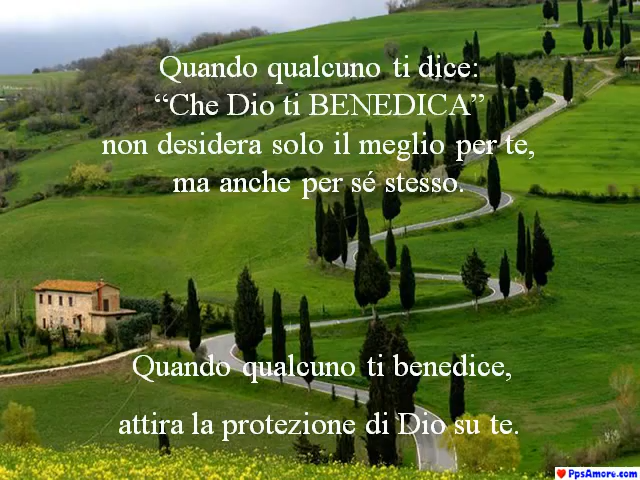 Quando qualcuno ti dice:
“Che Dio ti BENEDICA”
non desidera solo il meglio per te,
ma anche per sé stesso.
Quando qualcuno ti benedice,
attira la protezione di Dio su te.
PpsAmore.com